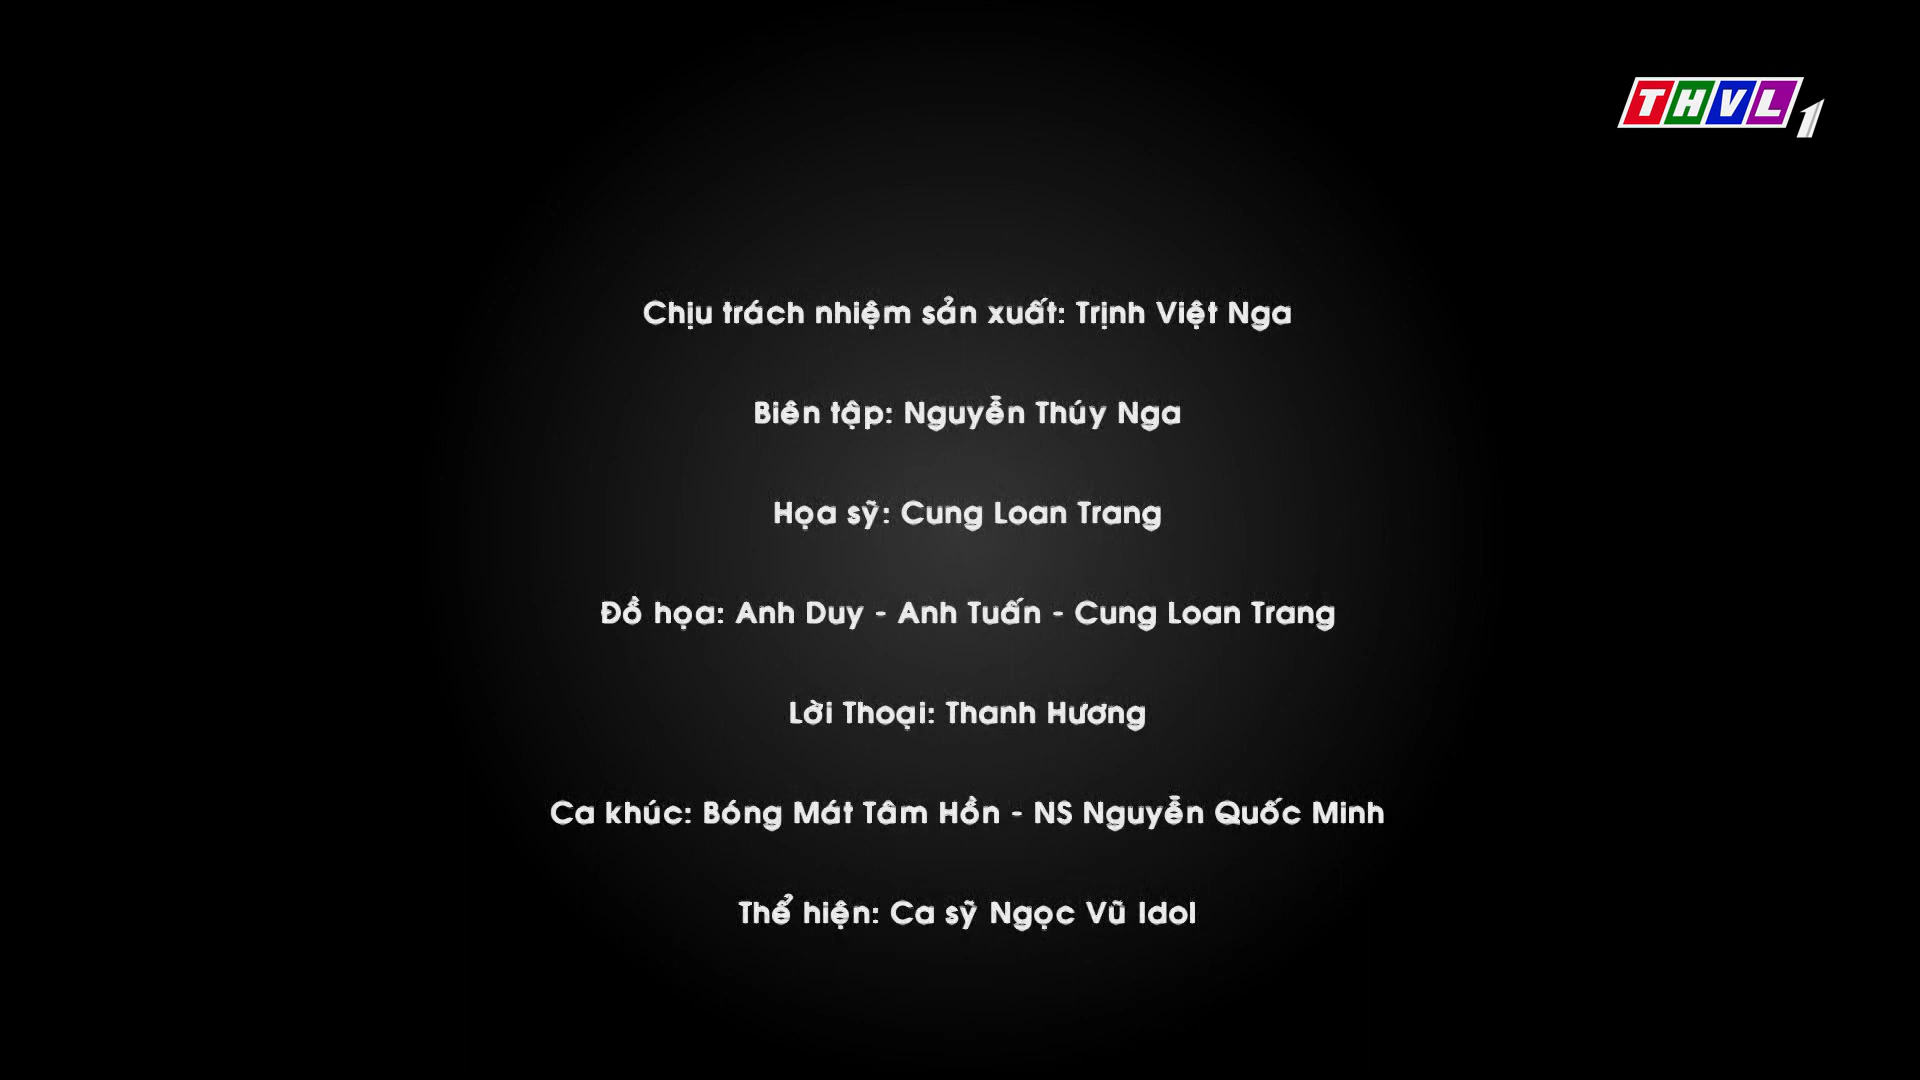 THVL1
Chịu trách nhiệm sản xuất: Trịnh Việt Nga
Biên tập: Nguyễn Thúy Nga
Họa sỹ: Cung Loan Trang
Đồ họa: Anh Duy - Anh Tuấn - Cung Loan Trang
Lời Thoại: Thanh Hương
Ca khúc: Bóng Mát Tâm Hồn - NS Nguyễn Quốc Minh
Thể hiện: Ca sỹ Ngọc Vũ Idol